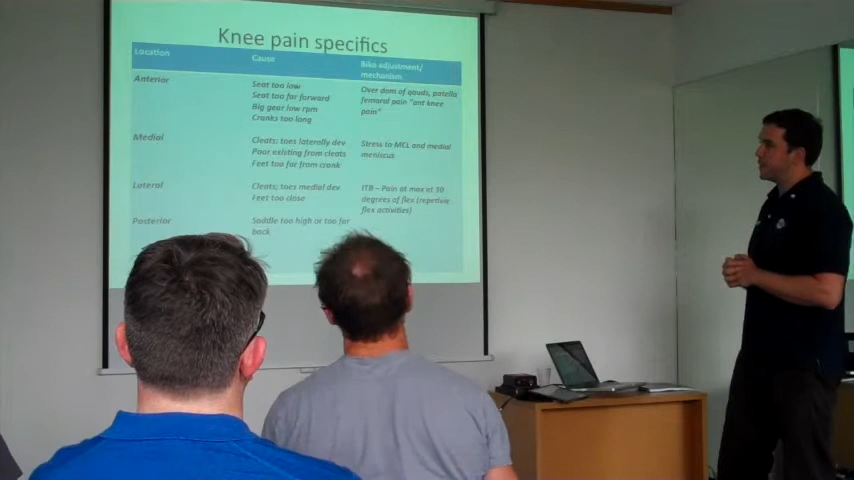 Knee pain specifics
Location Cause Bike adjustment/
mechanism
Anterior Seat too low Over dom of qauds, patella
Seat too far forward femoral pain "ant knee
Big gear low rpm pain"
Cranks too long
Medial Cleats: toes laterally dev Stress to MCL and medial
Poor existing from cleats meniscus
Feet too far from crank
Lateral Cleats; toes medial dev ITB – Pain at max at 30
Feet too close degrees of flex (repetive
flex activities)
Posterior Saddle too high or too far
back